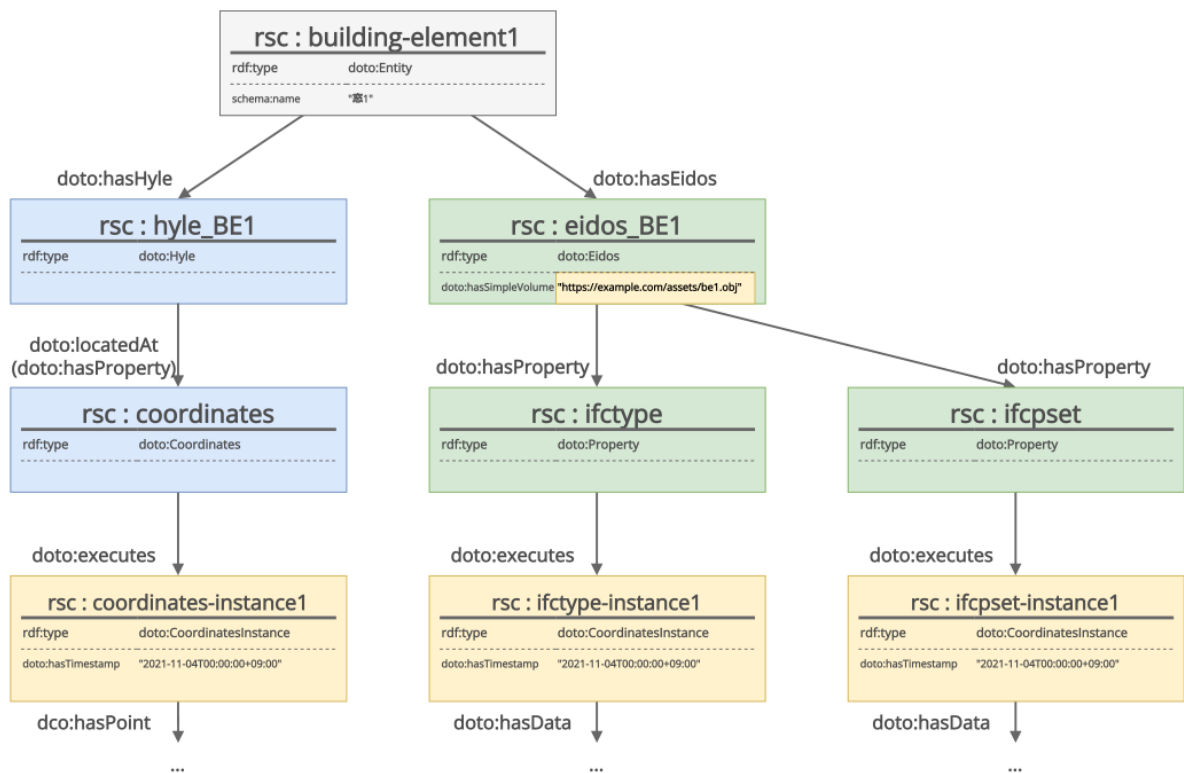 rsc : building-element1
rdf:type doto:Entity
schema:name "窓1"
doto:hasHyle doto:hasEidos
rsc : hyle_BE1
rdf:type doto:Hyle
rsc : eidos_BE1
rdf:type doto:Eidos
doto:hasSimpleVolume "https://example.com/assets/be1.obj"
doto:locatedAt
(doto:hasProperty)
doto:hasProperty
doto:hasProperty
rsc : coordinates
rdf:type doto:Coordinates
rsc : ifctype
rdf:type doto:Property
rsc : ifcpset
rdf:type doto:Property
doto:executes
doto:executes
doto:executes
rsc : coordinates-instance1
rdf:type doto:CoordinatesInstance
doto:hasTimestamp "2021-11-04T00:00:00+09:00"
rsc : ifctype-instance1
rdf:type doto:CoordinatesInstance
doto:hasTimestamp "2021-11-04T00:00:00+09:00"
rsc : ifcpset-instance1
rdf:type doto:CoordinatesInstance
doto:hasTimestamp "2021-11-04T00:00:00+09:00"
dco:hasPoint
doto:hasData
doto:hasData
...
...
...